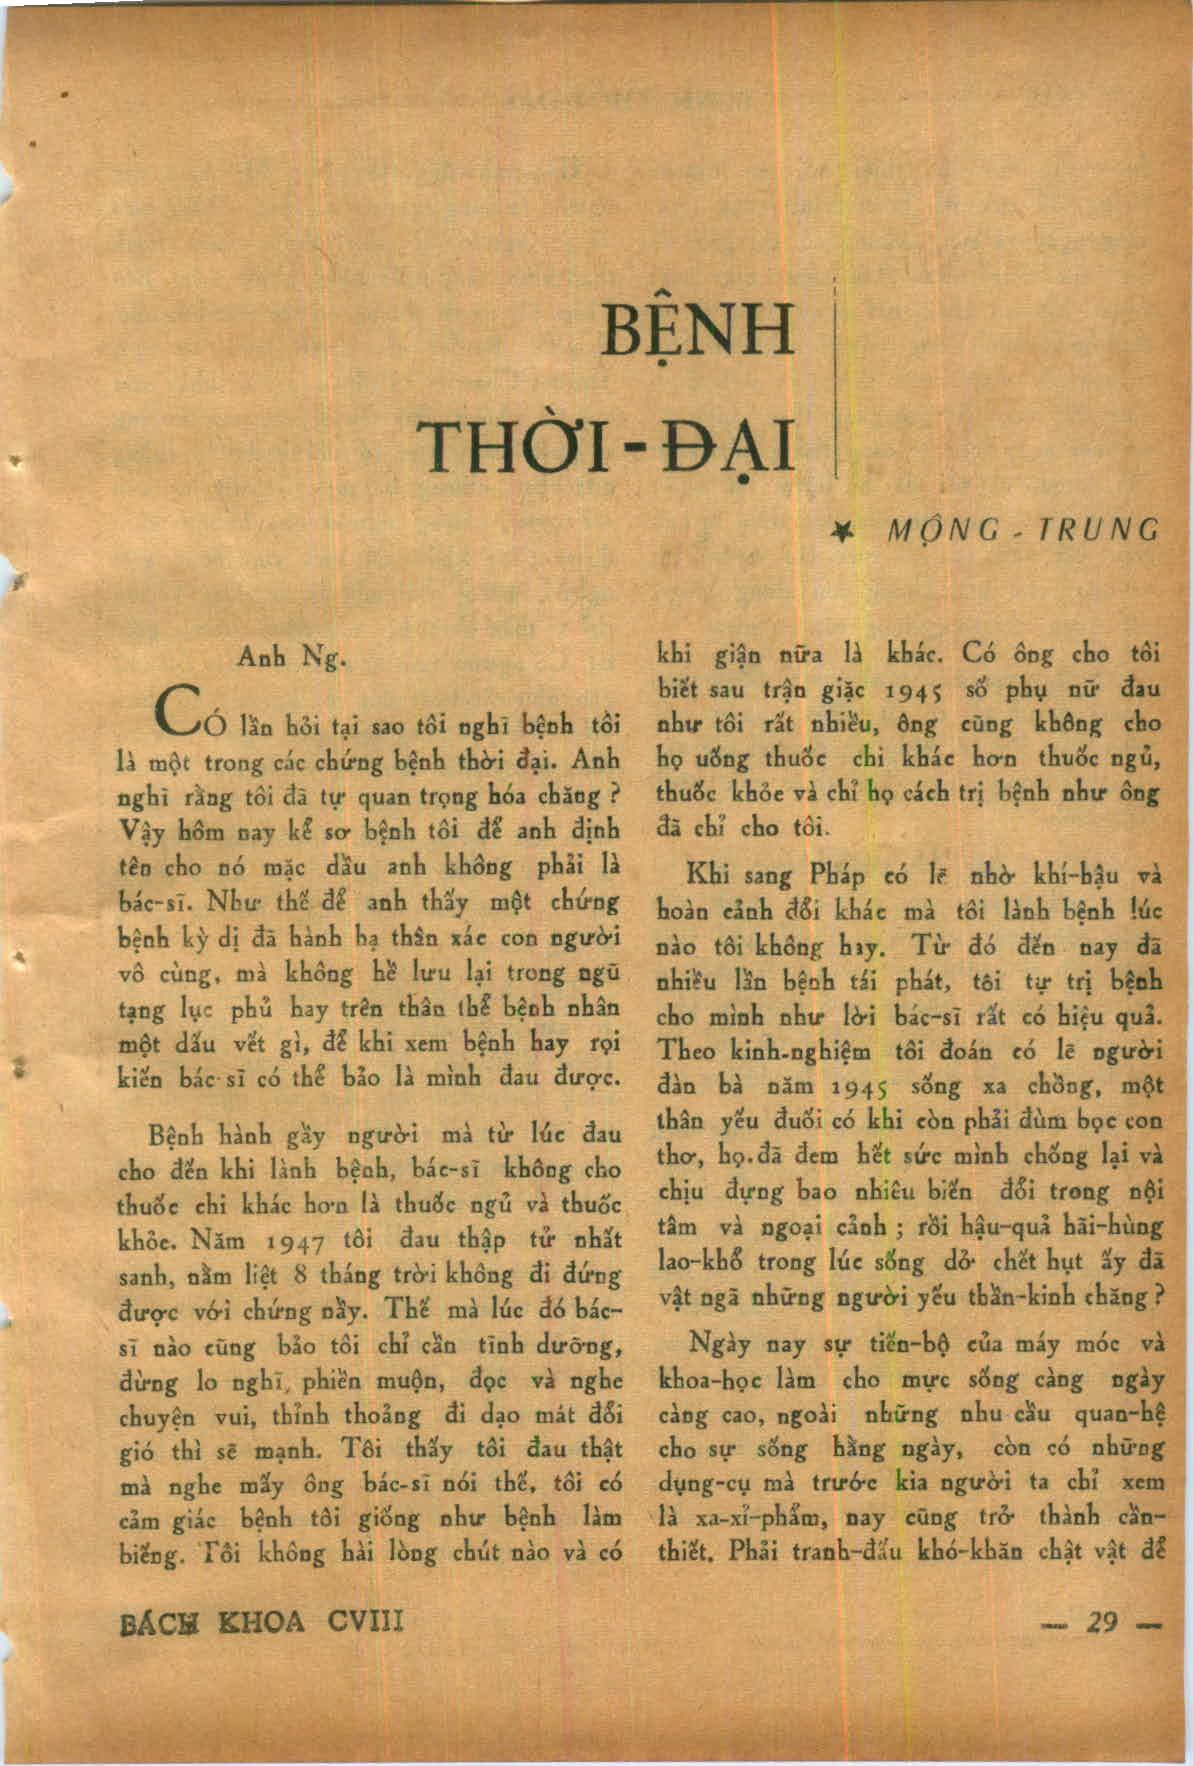 BỆNH
THỜI-ĐẠI
★ MỘNG-TRUNG
Anh Ng.
CÓ lần hỏi tại sao tôi nghĩ bệnh tôi
là một trong các chứng bệnh thời đại. Anh
nghĩ rằng tôi đã tự quan trọng hóa chăng ?
Vậy hôm nay kể sơ bệnh tôi để anh định
tên cho nó mặc dầu anh không phải là
bác-sĩ. Như thế để anh thấy một chứng
bệnh kỳ dị đã hành hạ thân xác con người
vô cùng, mà không hề lưu lại trong ngũ
tạng lục phủ hay trên thân thể bệnh nhân
một dấu vết gì, để khi xem bệnh hay rọi
kiến bác-sĩ có thể bảo là mình đau được.
Bệnh hành gầy người mà từ lúc đau
cho đến khi lành bệnh, bác-sĩ không cho
thuốc chi khác hơn là thuốc ngủ và thuốc
khỏe. Năm 1947 tôi đau thập tử nhất
sanh, nằm liệt 8 tháng trời không đi đứng
được với chứng nầy. Thế mà lúc đó bác-
sĩ nào cũng bảo tôi chỉ cần tĩnh dưỡng,
đừng lo nghĩ, phiền muộn, đọc và nghe
chuyện vui, thỉnh thoảng đi dạo mát đổi
gió thì sẽ mạnh. Tôi thấy tôi đau thật
mà nghe mấy ông bác-sĩ nói thế, tôi có
cảm giác bệnh tôi giống như bệnh làm
biếng. Tôi không hài lòng chút nào và có
khi giận nữa là khác. Có ông cho tôi
biết sau trận giặc 1945 số phụ nữ đau
như tôi rất nhiều, ông cũng không cho
họ uống thuốc chi khác hơn thuốc ngủ,
thuốc khỏe và chỉ họ cách trị bệnh như ông
đã chỉ cho tôi.
Khi sang Pháp có lẽ nhờ khí-hậu và
hoàn cảnh đổi khác mà tôi lành bệnh lúc
nào tôi không hay. Từ đó đến nay đã
nhiều lần bệnh tái phát, tôi tự trị bệnh
cho mình như lời bác-sĩ rất có hiệu quả.
Theo kinh-nghiệm tôi đoán có lẽ người
đàn bà năm 1945 sống xa chồng, một
thân yếu đuối có khi còn phải đùm bọc con
thơ, họ.đã đem hết sức mình chống lại và
chịu đựng bao nhiêu biến đổi trong nội
tâm và ngoại cảnh ; rồi hậu-quả hãi-hùng
lao-khổ trong lúc sống dở chết hụt ấy đã
vật ngã những người yếu thần-kinh chăng ?
Ngày nay sự tiến-bộ của máy móc và
khoa-học làm cho mực sống càng ngày
càng cao, ngoài những nhu cầu quan-hệ
cho sự sống hằng ngày, còn có những
dụng-cụ mà trước kia người ta chỉ xem
là xa-xỉ-phẩm, nay cũng trở thành cần-
thiết. Phải tranh-đấu khó-khăn chật vật để
BÁCH KHOA CVIII
— 29 —